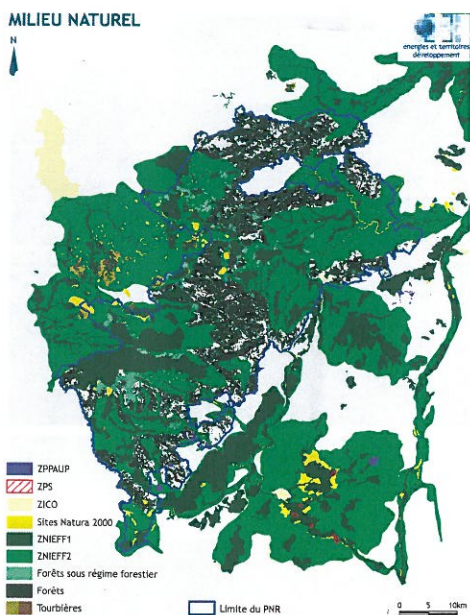 MILIEU NATUREL
N
énergies et territoires
développement
ZPPAUP
ZPS
ZICO
Sites Natura 2000
ZNIEFF1
ZNIEFF2
Forêts sous régime forestier
Forêts
Tourbières
Limite du PNR
0 5 10km